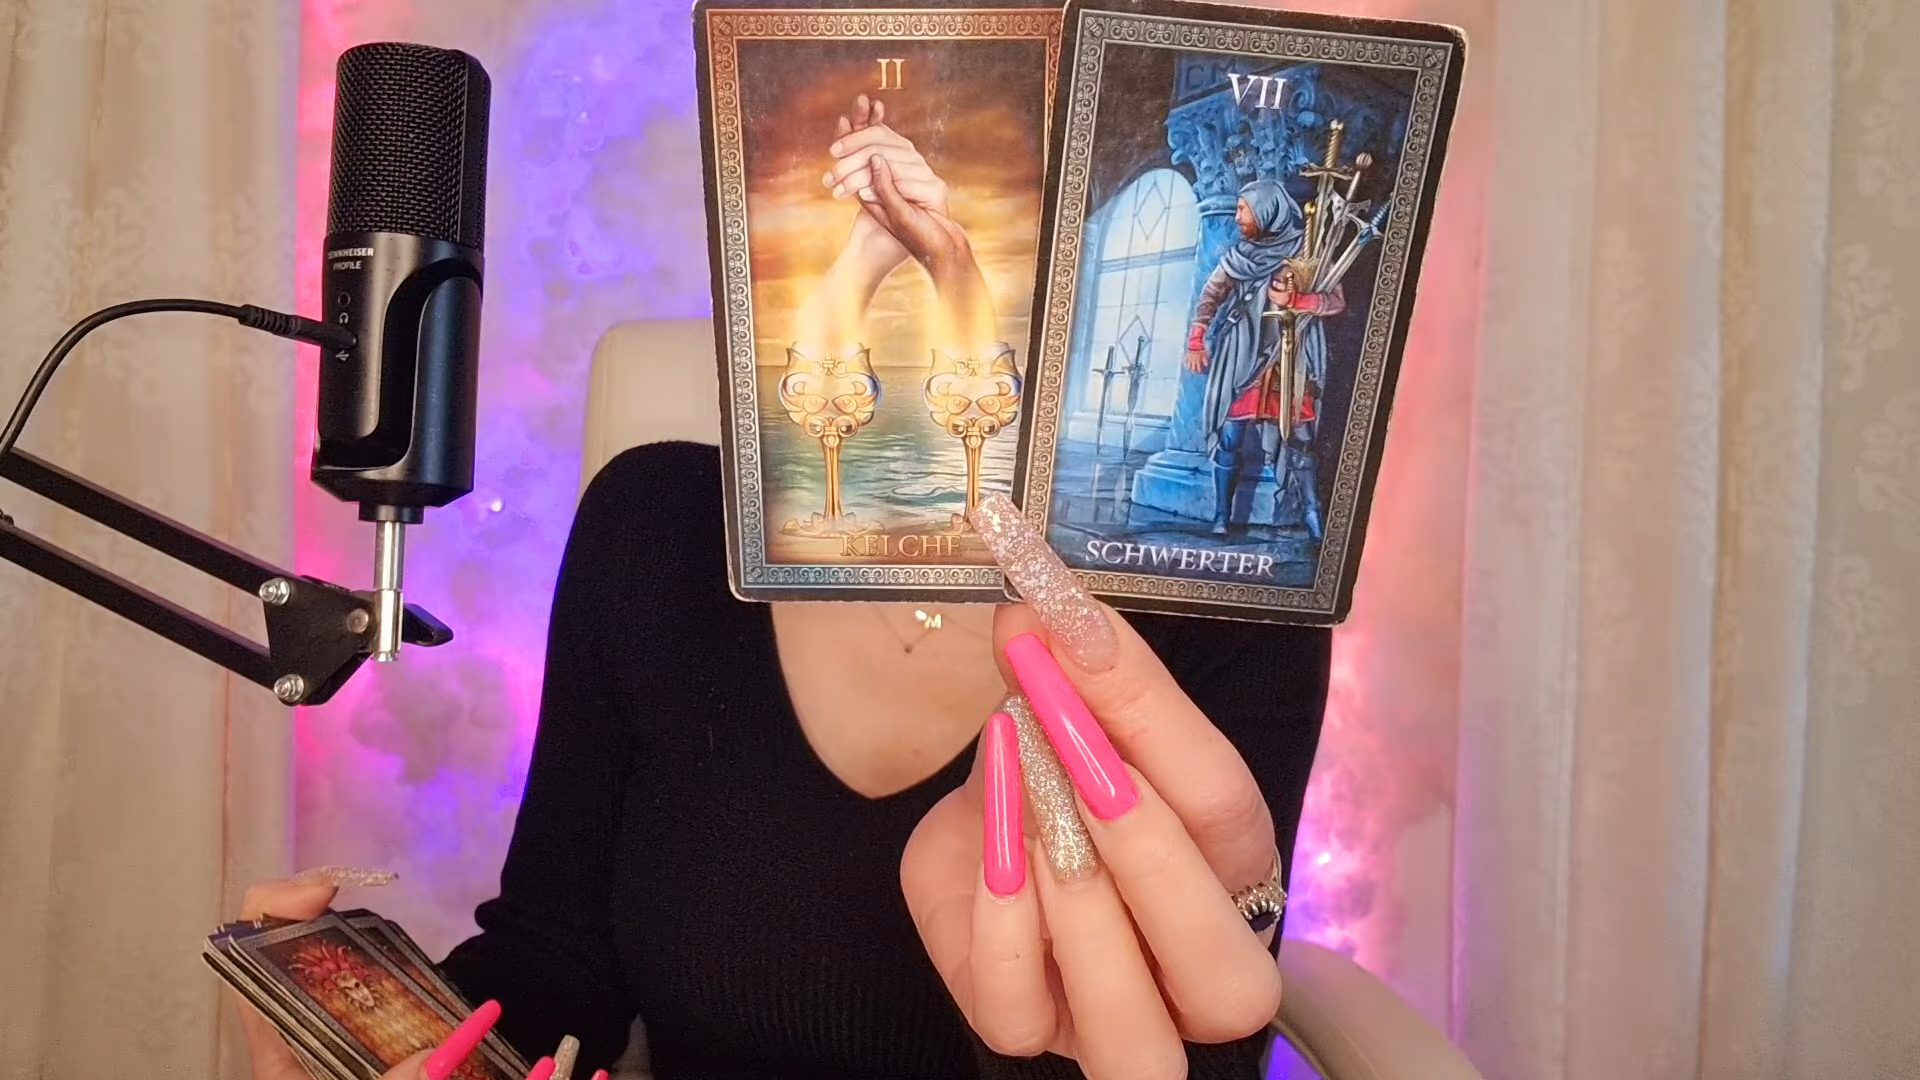 II
VII
SENNHEISER
PROFILE
KELCHE
SCHWERTER
M